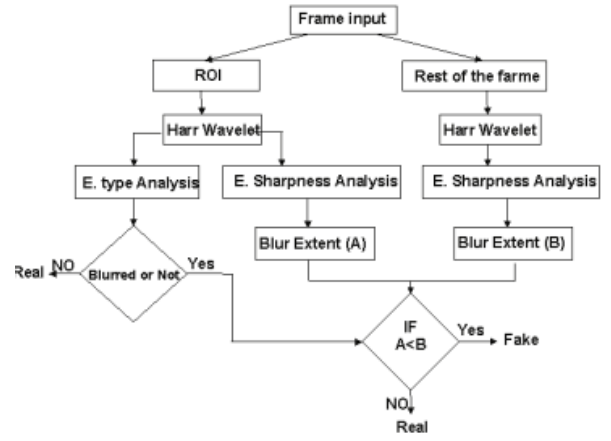 Frame input
ROI
Rest of the farme
Harr Wavelet
Harr Wavelet
E. type Analysis
E. Sharpness Analysis
E. Sharpness Analysis
Blur Extent (A)
Blur Extent (B)
Real
NO
Blurred or Not
Yes
IF
A<B
Yes
Fake
NO
Real